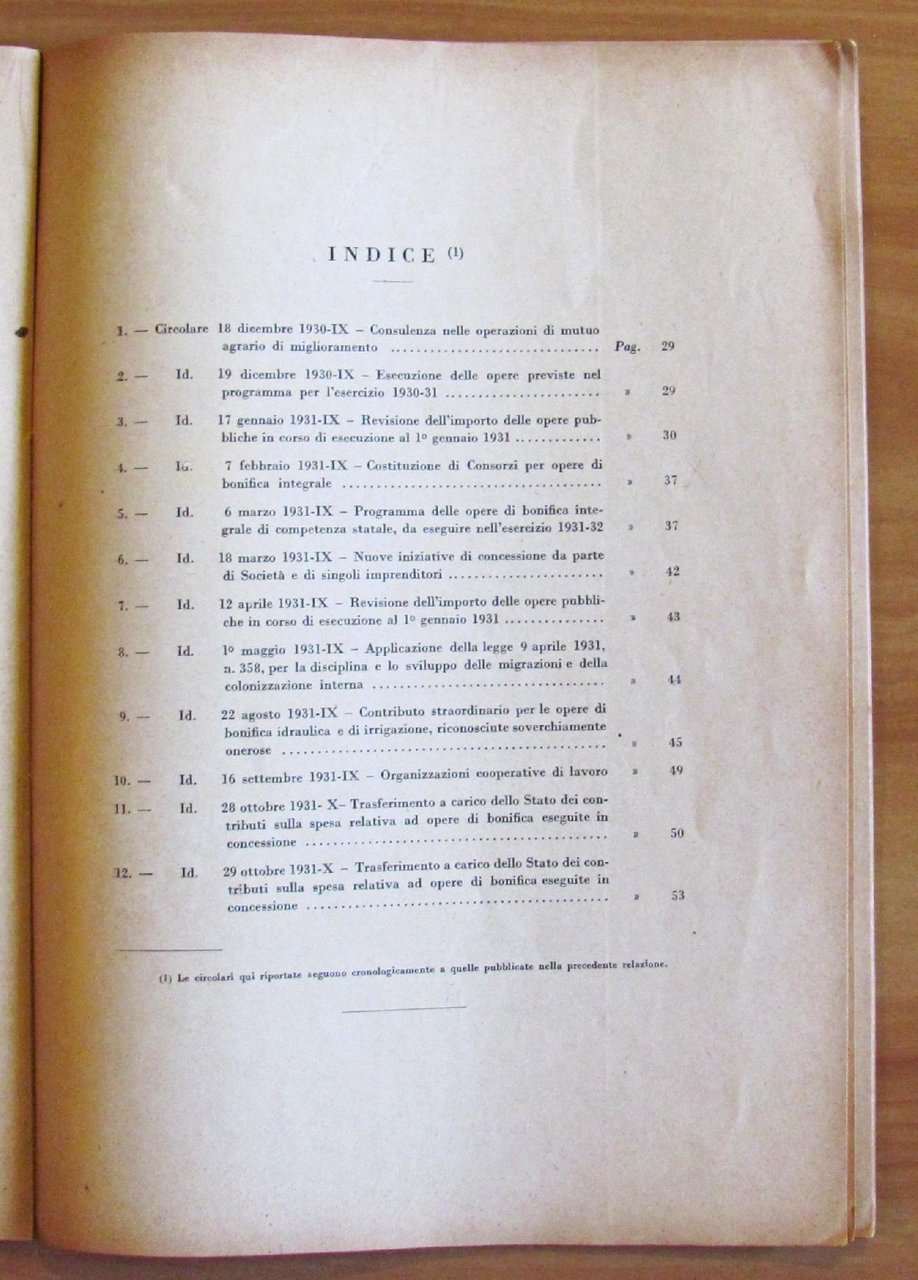 INDICE (1)
1. — Circolare 18 dicembre 1930-IX – Consulenza nelle operazioni di mutuo
agrario di miglioramento .............................. Pag. 29
2. — Id. 19 dicembre 1930-IX – Esecuzione delle opere previste nel
programma per l'esercizio 1930-31 ....................... » 29
3. — Id. 17 gennaio 1931-IX – Revisione dell'importo delle opere pub-
bliche in corso di esecuzione al 1º gennaio 1931 ............. » 30
4. — Id. 7 febbraio 1931-IX – Costituzione di Consorzi per opere di
bonifica integrale ...................................... » 37
5. — Id. 6 marzo 1931-IX – Programma delle opere di bonifica inte-
grale di competenza statale, da eseguire nell'esercizio 1931-32 » 37
6. — Id. 18 marzo 1931-IX – Nuove iniziative di concessione da parte
di Società e di singoli imprenditori ....................... » 42
7. — Id. 12 aprile 1931-IX – Revisione dell'importo delle opere pubbli-
che in corso di esecuzione al 1º gennaio 1931 ............... » 43
8. — Id. 1º maggio 1931-IX – Applicazione della legge 9 aprile 1931,
n. 358, per la disciplina e lo sviluppo delle migrazioni e della
colonizzazione interna .................................. » 44
9. — Id. 22 agosto 1931-IX – Contributo straordinario per le opere di
bonifica idraulica e di irrigazione, riconosciute soverchiamente
onerose ................................................ » 45
10. — Id. 16 settembre 1931-IX – Organizzazioni cooperative di lavoro » 49
11. — Id. 28 ottobre 1931- X– Trasferimento a carico dello Stato dei con-
tributi sulla spesa relativa ad opere di bonifica eseguite in
concessione ............................................ » 50
12. — Id. 29 ottobre 1931-X – Trasferimento a carico dello Stato dei con-
tributi sulla spesa relativa ad opere di bonifica eseguite in
concessione ............................................ » 53
(1) Le circolari qui riportate seguono cronologicamente a quelle pubblicate nella precedente relazione.